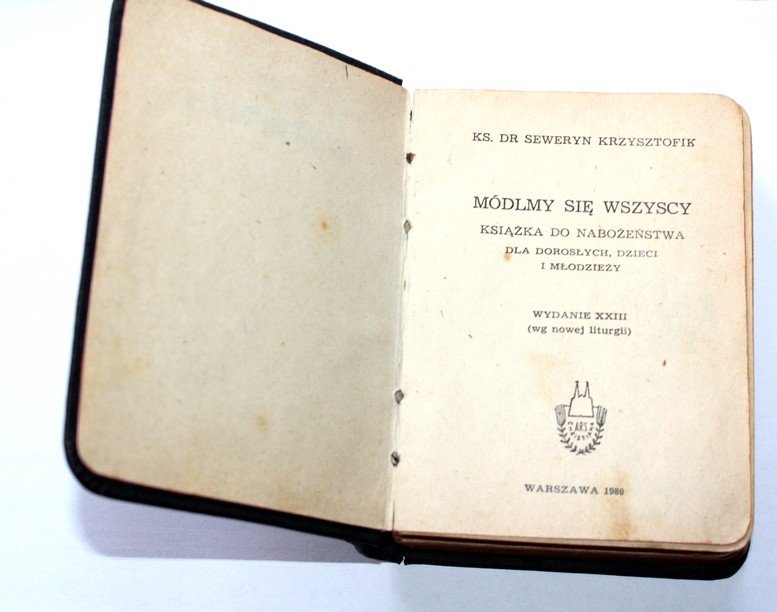 KS. DR SEWERYN KRZYSZTOFIK
MÓDLMY SIĘ WSZYSCY
KSIĄŻKA DO NABOŻEŃSTWA
DLA DOROSŁYCH, DZIECI
I MŁODZIEŻY
WYDANIE XXIII
(wg nowej liturgii)
ARS
WARSZAWA 1980